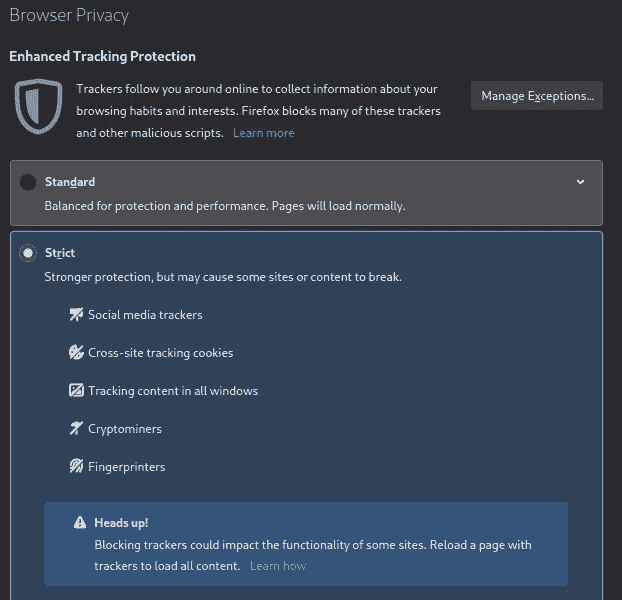 Browser Privacy
Enhanced Tracking Protection
Trackers follow you around online to collect information about your
browsing habits and interests. Firefox blocks many of these trackers
and other malicious scripts. Learn more
Manage Exceptions...
Standard
Balanced for protection and performance. Pages will load normally.
Strict
Stronger protection, but may cause some sites or content to break.
Social media trackers
Cross-site tracking cookies
Tracking content in all windows
Cryptominers
Fingerprinters
Heads up!
Blocking trackers could impact the functionality of some sites. Reload a page with
trackers to load all content. Learn how